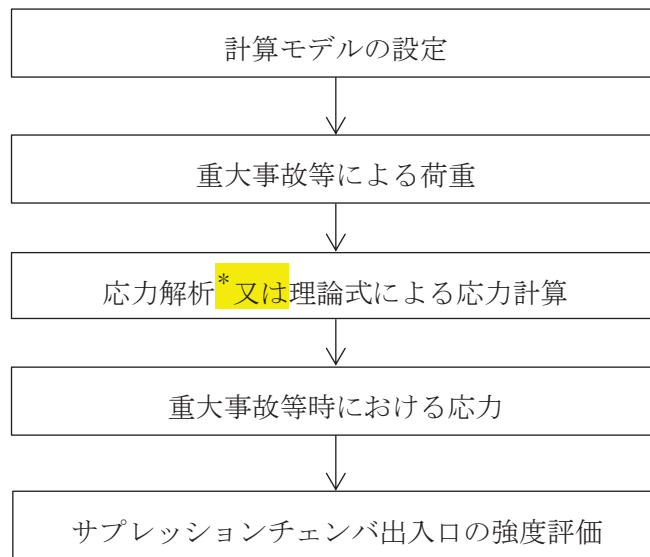 計算モデルの設定
重大事故等による荷重
応力解析*又は理論式による応力計算
重大事故等時における応力
サプレッションチェンバ出入口の強度評価